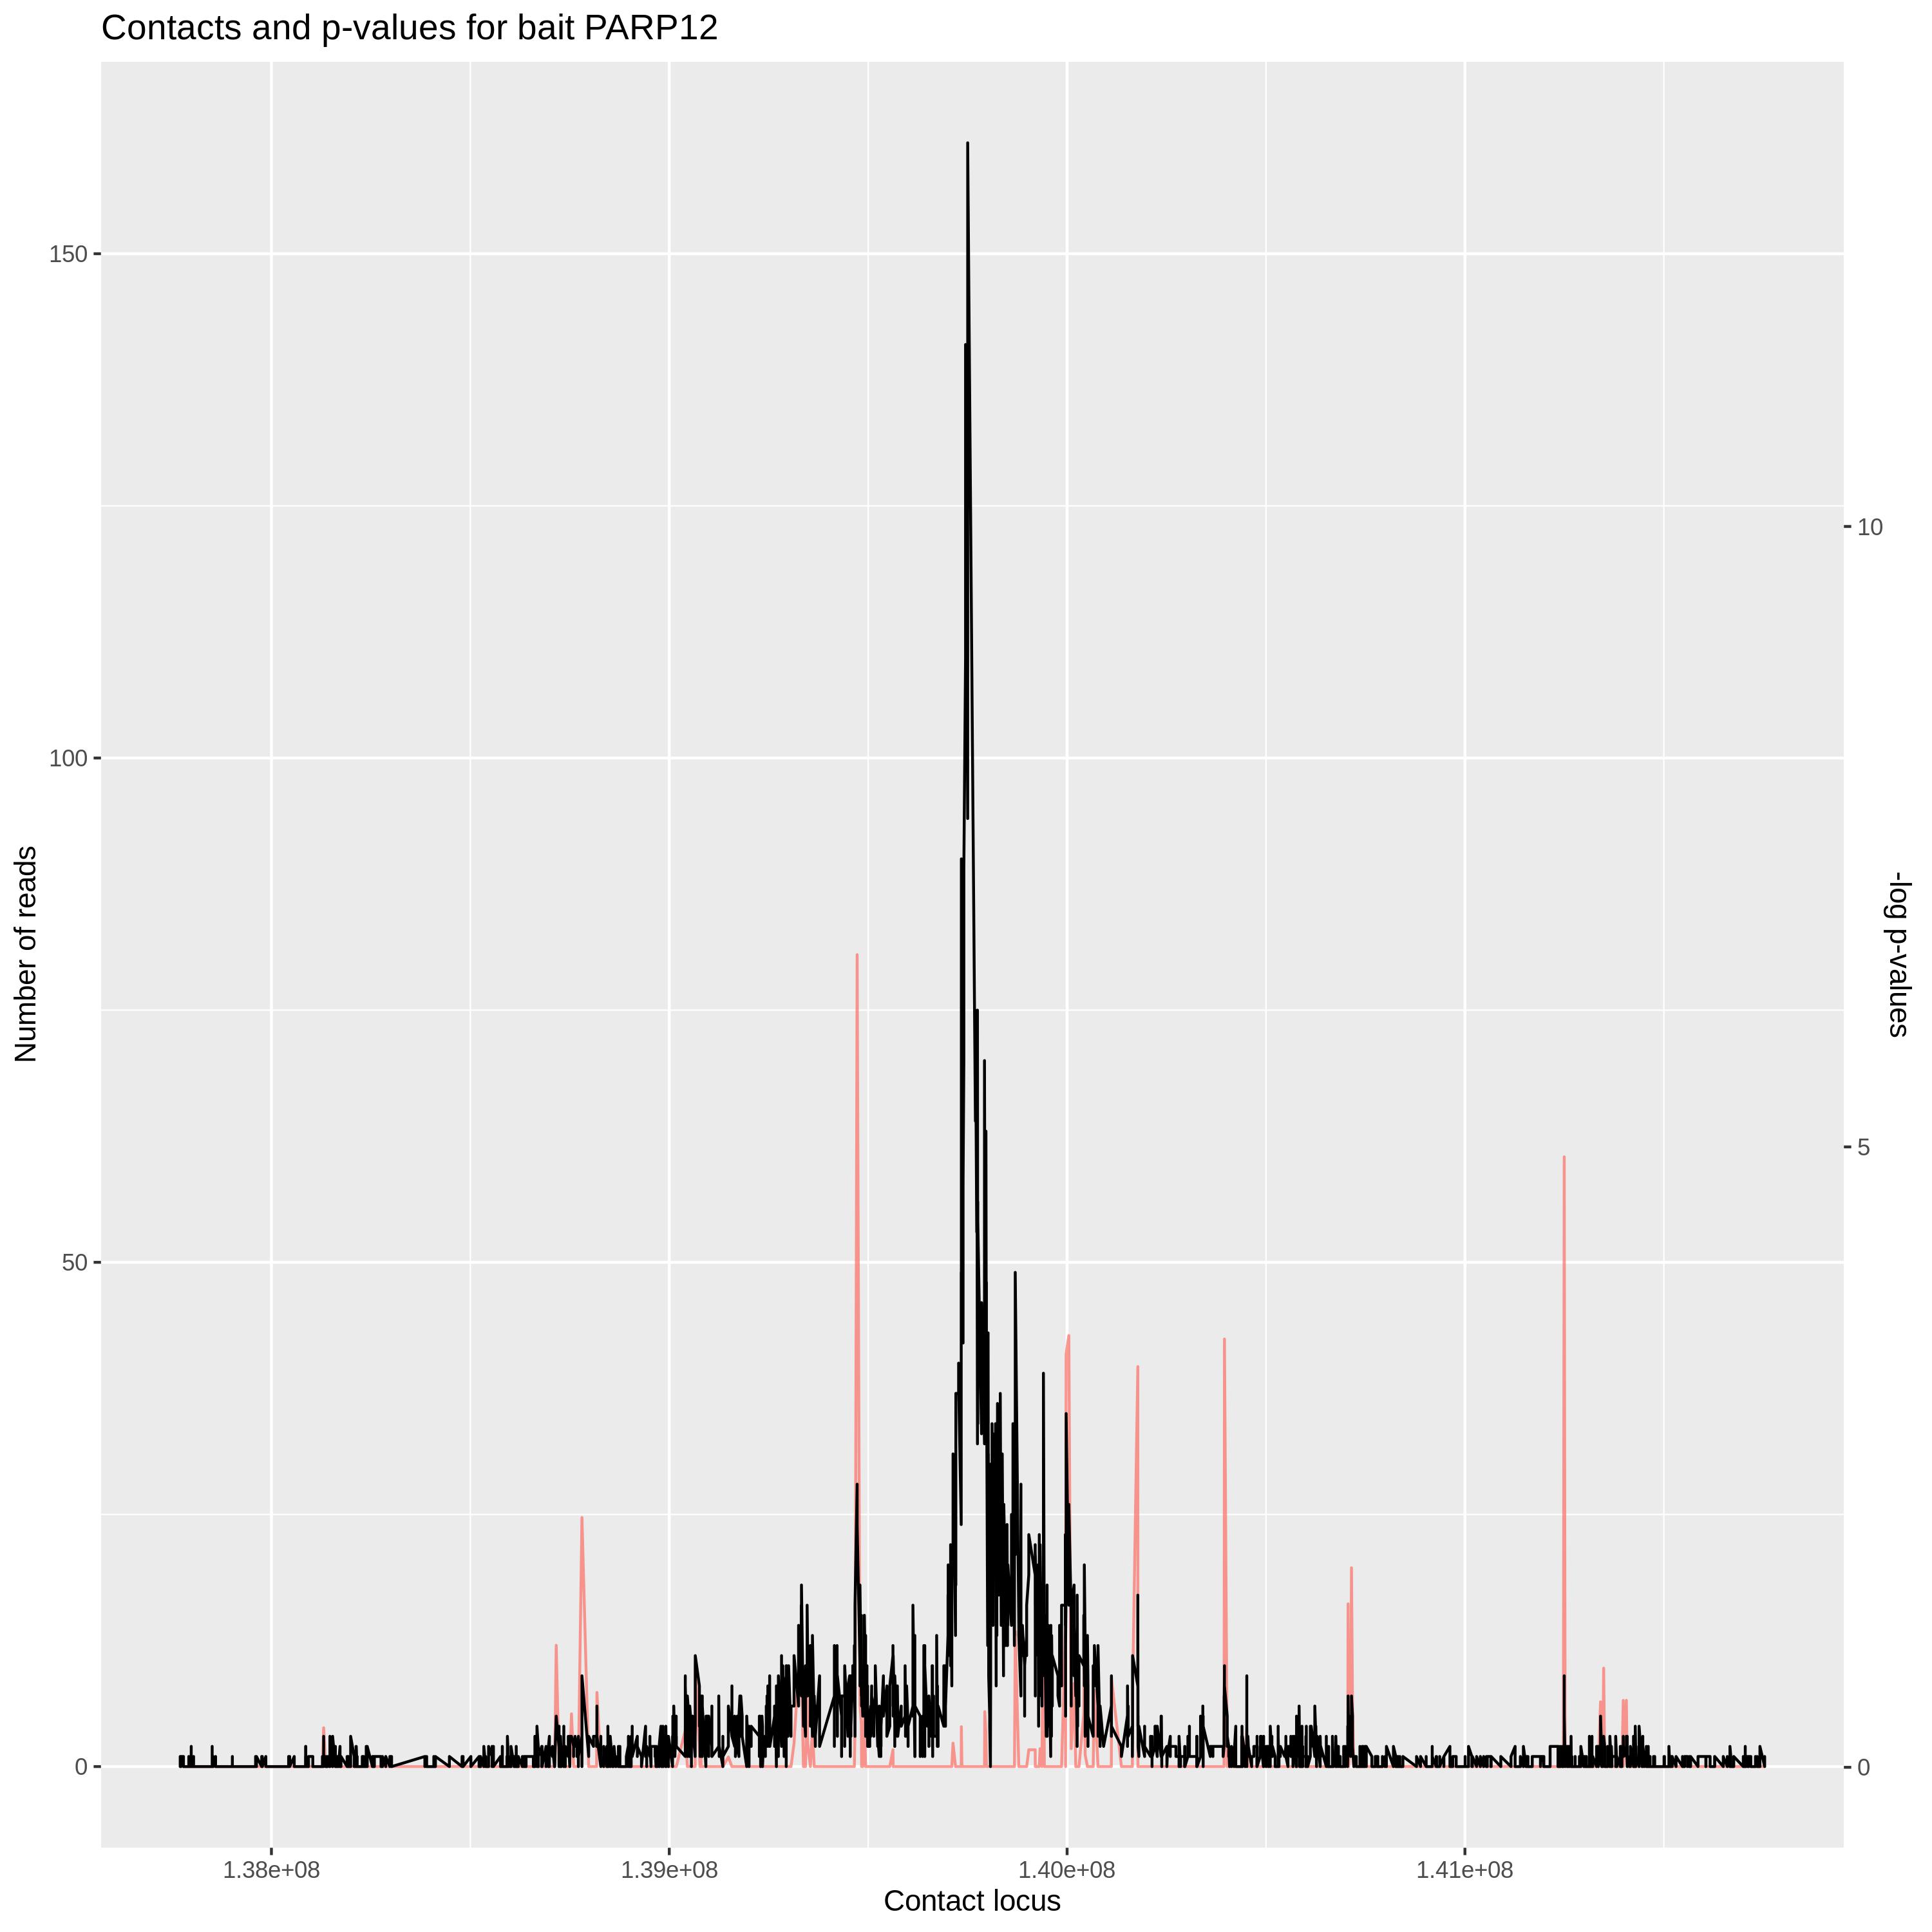 Contacts and p-values for bait PARP12
150
100
50
0
Number of reads
10
5
0
-log p-values
1.38e+08
1.39e+08
1.40e+08
1.41e+08
Contact locus